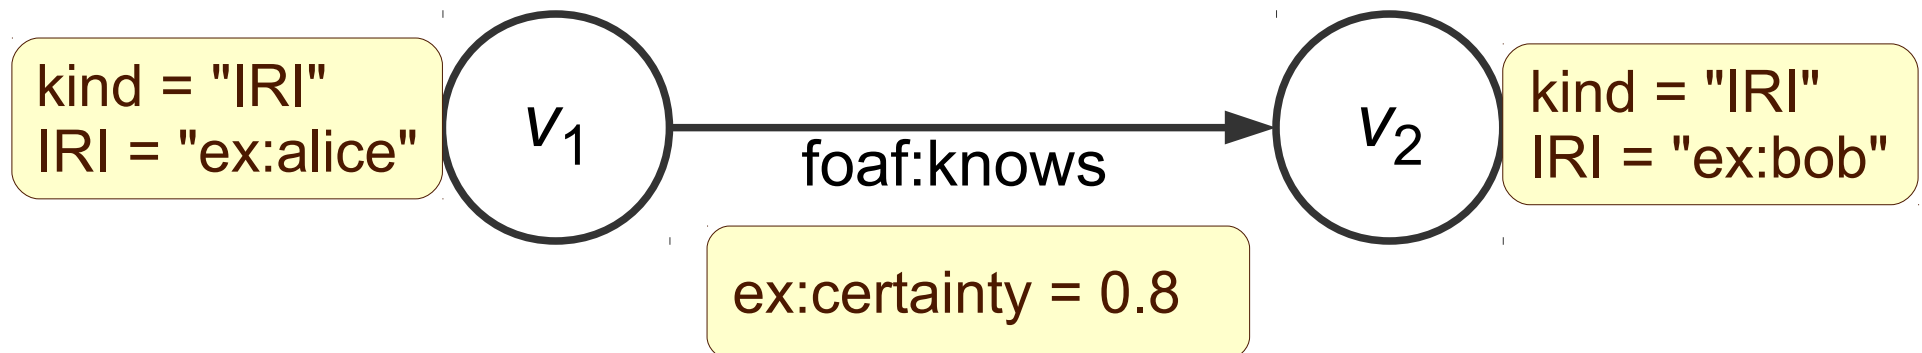 kind = "IRI"
IRI = "ex:alice"
v₁
foaf:knows
ex:certainty = 0.8
v₂
kind = "IRI"
IRI = "ex:bob"